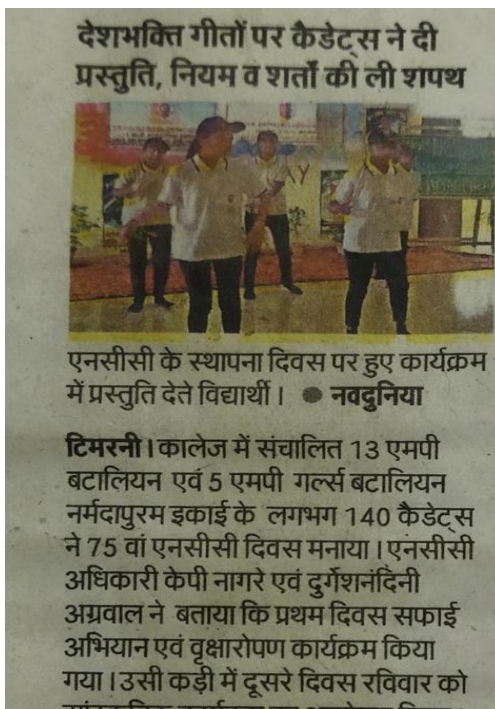 देशभक्ति गीतों पर कैडेट्स ने दी
प्रस्तुति, नियम व शर्तों की ली शपथ
एनसीसी के स्थापना दिवस पर हुए कार्यक्रम
में प्रस्तुति देते विद्यार्थी। ● नवदुनिया
टिमरनी। कालेज में संचालित 13 एमपी
बटालियन एवं 5 एमपी गर्ल्स बटालियन
नर्मदापुरम इकाई के लगभग 140 कैडेट्स
ने 75 वां एनसीसी दिवस मनाया। एनसीसी
अधिकारी केपी नागरे एवं दुर्गेशनंदिनी
अग्रवाल ने बताया कि प्रथम दिवस सफाई
अभियान एवं वृक्षारोपण कार्यक्रम किया
गया। उसी कड़ी में दूसरे दिवस रविवार को